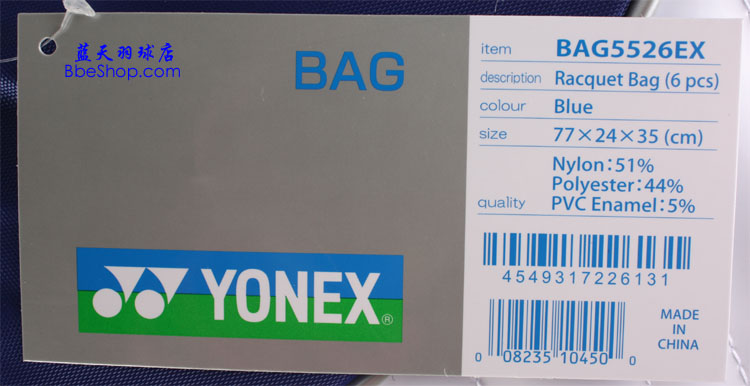 蓝天羽球店
BbeShop.com
BAG
YONEX®
item BAG5526EX
description Racquet Bag (6 pcs)
colour Blue
size 77×24×35 (cm)
quality Nylon:51%
Polyester:44%
PVC Enamel:5%
4549317226131
0 08235 10450 0
MADE
IN
CHINA